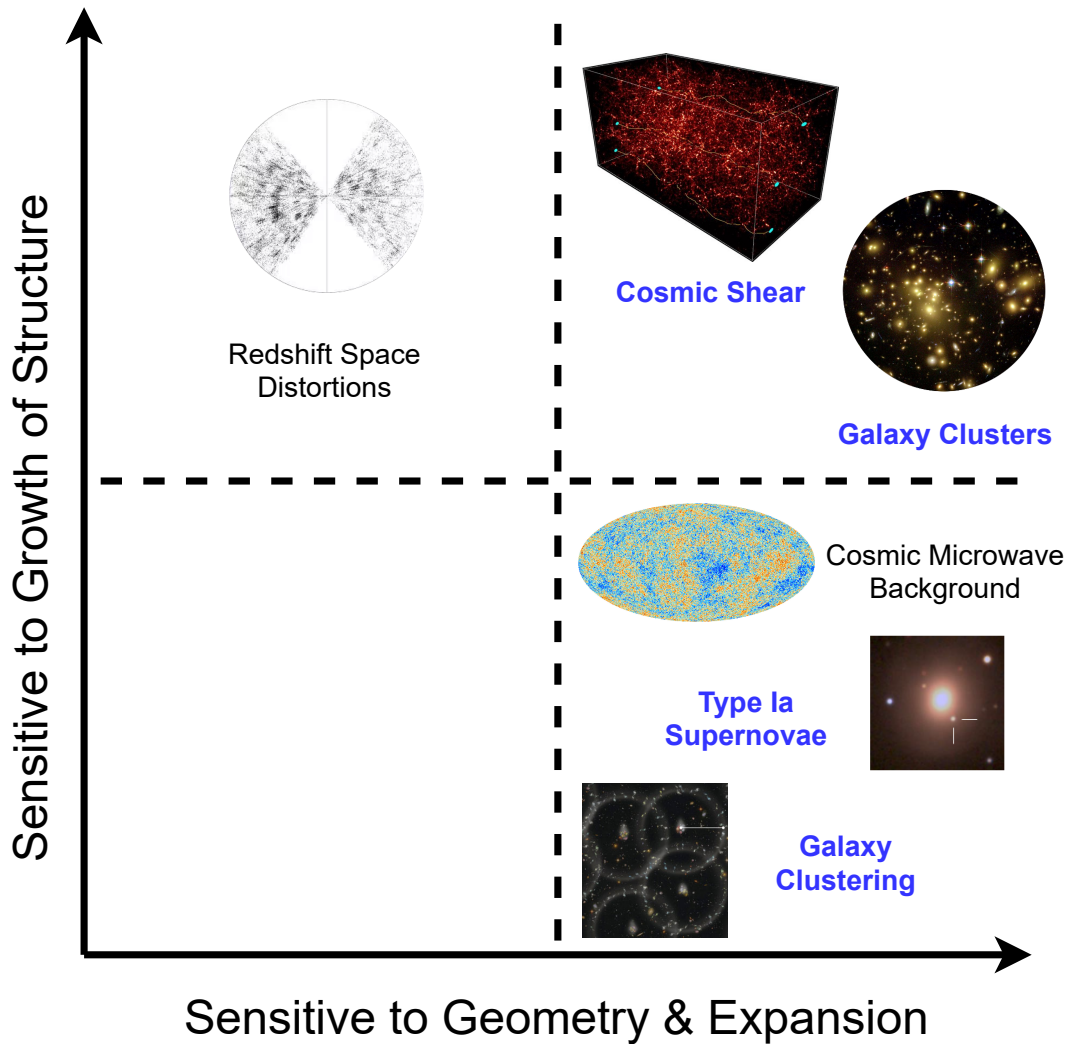 Sensitive to Growth of Structure
Redshift Space
Distortions
Cosmic Shear
Galaxy Clusters
Cosmic Microwave
Background
Type Ia
Supernovae
Galaxy
Clustering
Sensitive to Geometry & Expansion